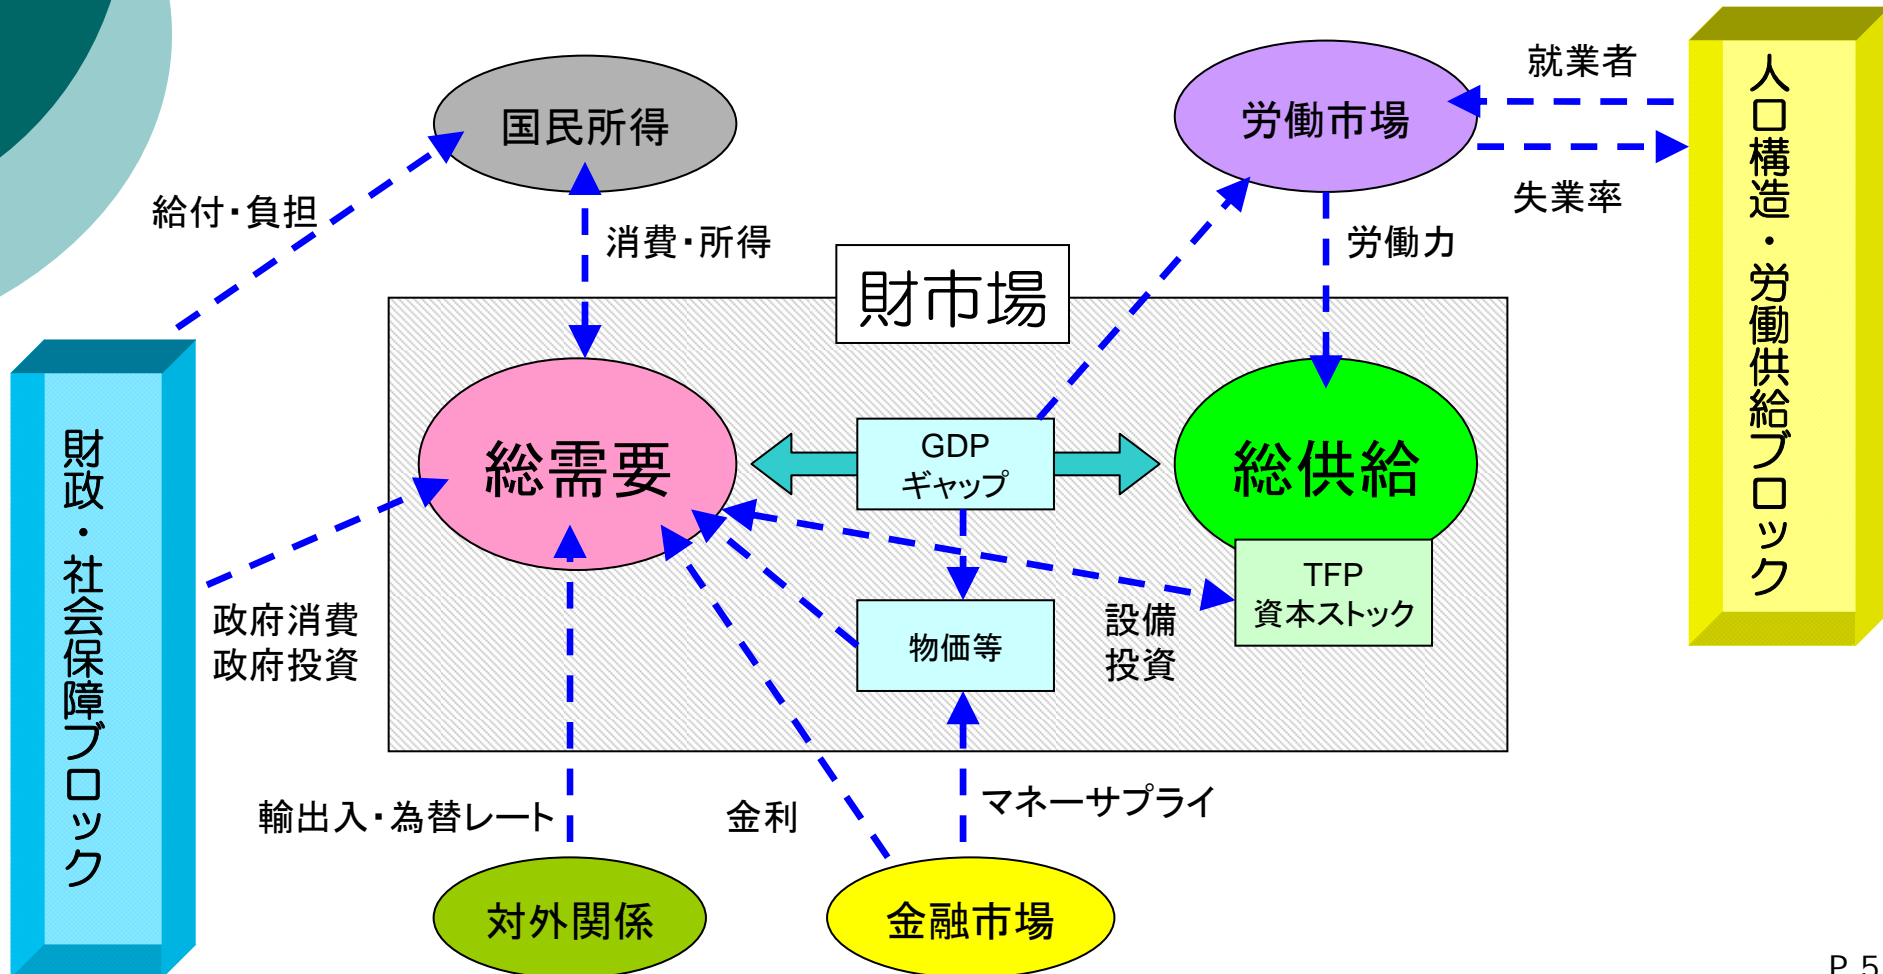 国民所得
労働市場
就業者
失業率
人口構造・労働供給ブロック
給付・負担
消費・所得
労働力
財市場
財政・社会保障ブロック
総需要
GDP
ギャップ
総供給
TFP
資本ストック
政府消費
政府投資
物価等
設備
投資
輸出入・為替レート
金利
マネーサプライ
対外関係
金融市場
P.5